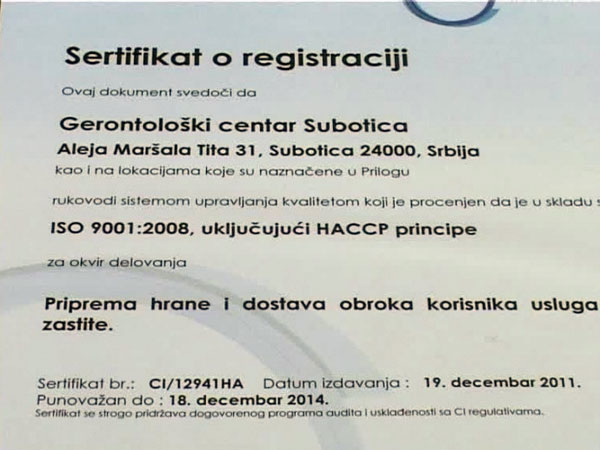 Sertifikat o registraciji
Ovaj dokument svedoči da
Gerontološki centar Subotica
Aleja Maršala Tita 31, Subotica 24000, Srbija
kao i na lokacijama koje su naznačene u Prilogu
rukovodi sistemom upravljanja kvalitetom koji je procenjen da je u skladu s
ISO 9001:2008, uključujući HACCP principe
za okvir delovanja
Priprema hrane i dostava obroka korisnika usluga
zastite.
Sertifikat br.: CI/12941HA Datum izdavanja : 19. decembar 2011.
Punovažan do : 18. decembar 2014.
Sertifikat se strogo pridržava dogovorenog programa audita i usklađenosti sa CI regulativama.